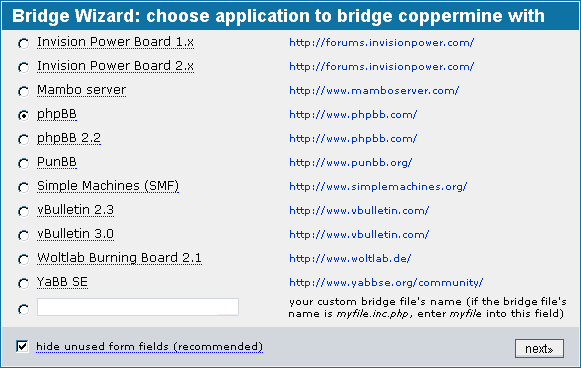 Bridge Wizard: choose application to bridge coppermine with
Invision Power Board 1.x http://forums.invisionpower.com/
Invision Power Board 2.x http://forums.invisionpower.com/
Mambo server http://www.mamboserver.com/
phpBB http://www.phpbb.com/
phpBB 2.2 http://www.phpbb.com/
PunBB http://www.punbb.org/
Simple Machines (SMF) http://www.simplemachines.org/
vBulletin 2.3 http://www.vbulletin.com/
vBulletin 3.0 http://www.vbulletin.com/
Woltlab Burning Board 2.1 http://www.woltlab.de/
YaBB SE http://www.yabbse.org/community/
your custom bridge file's name (if the bridge file's
name is myfile.inc.php, enter myfile into this field)
hide unused form fields (recommended)
next»